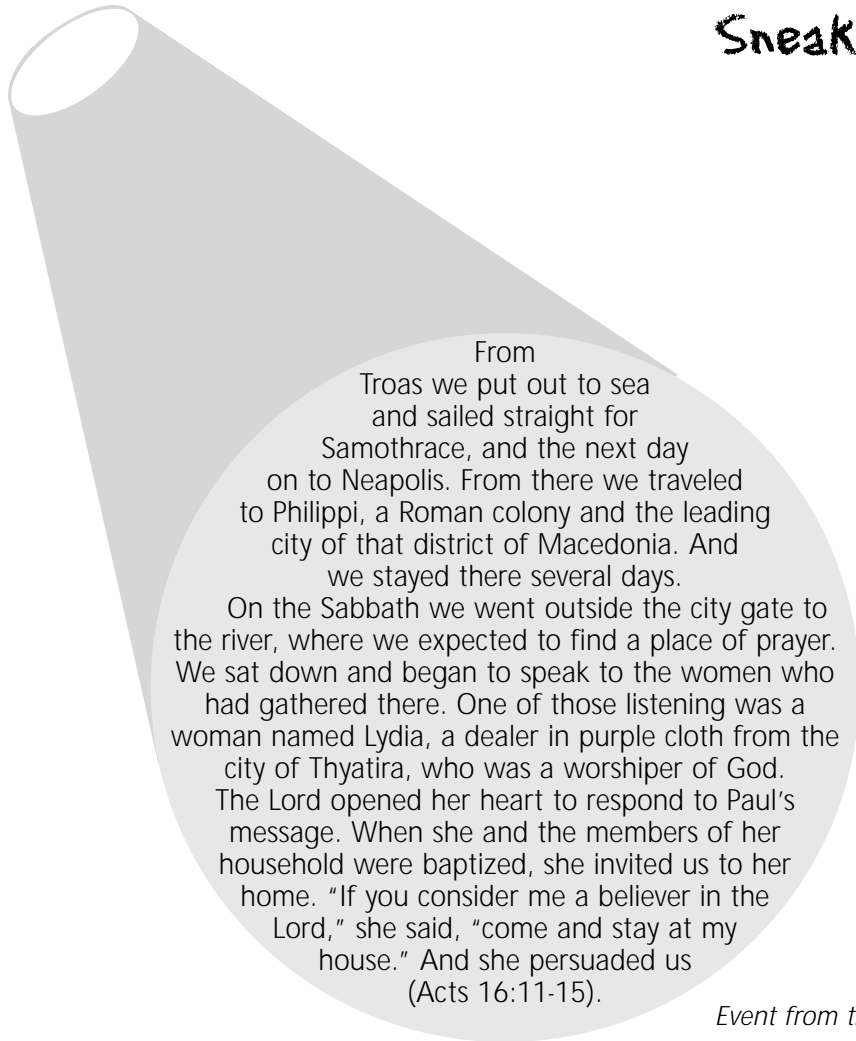 Sneak
From
Troas we put out to sea
and sailed straight for
Samothrace, and the next day
on to Neapolis. From there we traveled
to Philippi, a Roman colony and the leading
city of that district of Macedonia. And
we stayed there several days.
On the Sabbath we went outside the city gate to
the river, where we expected to find a place of prayer.
We sat down and began to speak to the women who
had gathered there. One of those listening was a
woman named Lydia, a dealer in purple cloth from the
city of Thyatira, who was a worshiper of God.
The Lord opened her heart to respond to Paul’s
message. When she and the members of her
household were baptized, she invited us to her
home. “If you consider me a believer in the
Lord,” she said, “come and stay at my
house.” And she persuaded us
(Acts 16:11-15).
Event from